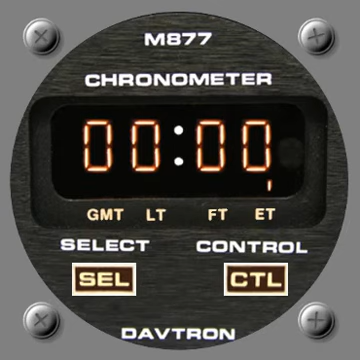 M877
CHRONOMETER
00:00
GMT LT FT ET
SELECT CONTROL
SEL CTL
DAVTRON